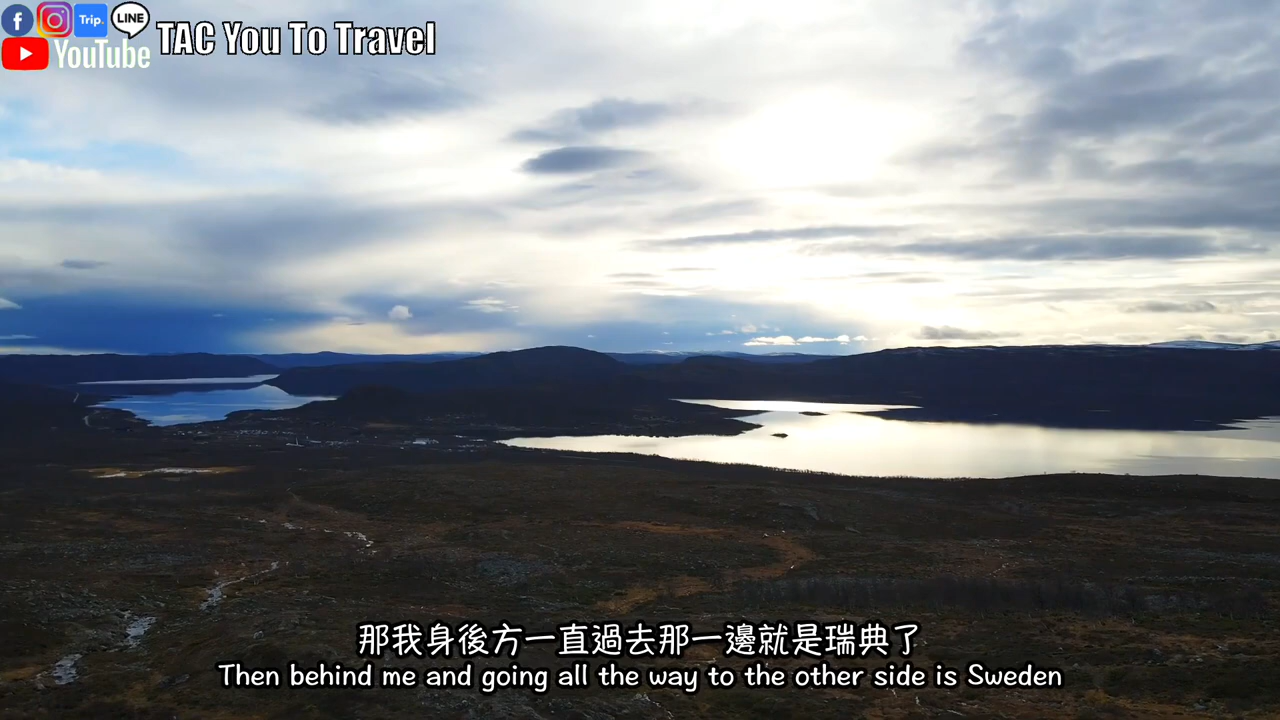 f
Trip.
LINE
TAC You To Travel
YouTube
那我身後方一直過去那一邊就是瑞典了
Then behind me and going all the way to the other side is Sweden